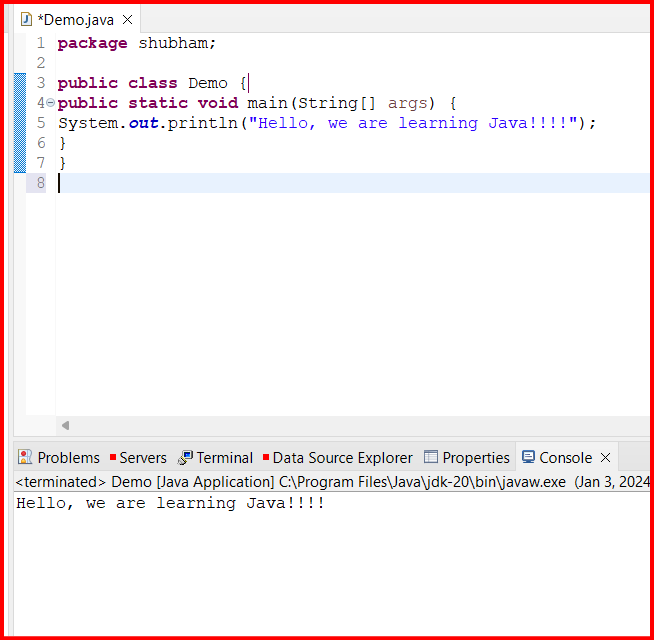 *Demo.java
1 package shubham;
2
3 public class Demo {
4 public static void main(String[] args) {
5 System.out.println("Hello, we are learning Java!!!!");
6 }
7 }
8
Problems Servers Terminal Data Source Explorer Properties Console
<terminated> Demo [Java Application] C:\Program Files\Java\jdk-20\bin\javaw.exe (Jan 3, 2024
Hello, we are learning Java!!!!